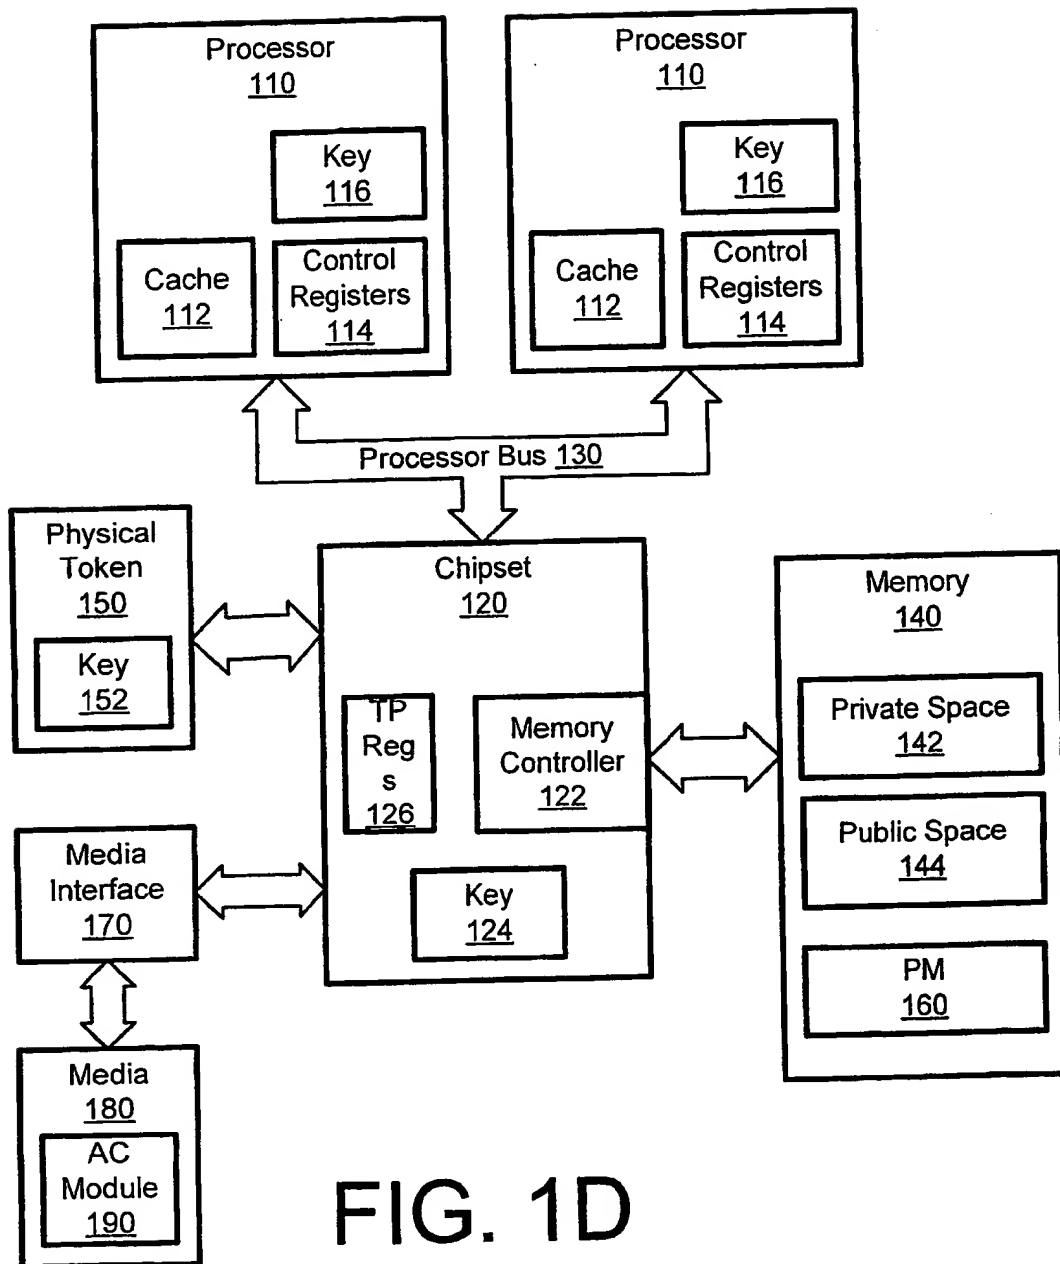 Processor
110
Key
116
Cache
112
Control
Registers
114
Processor
110
Key
116
Cache
112
Control
Registers
114
Processor Bus 130
Physical
Token
150
Key
152
Chipset
120
TP
Reg
s
126
Memory
Controller
122
Key
124
Memory
140
Private Space
142
Public Space
144
PM
160
Media
Interface
170
Media
180
AC
Module
190
FIG. 1D